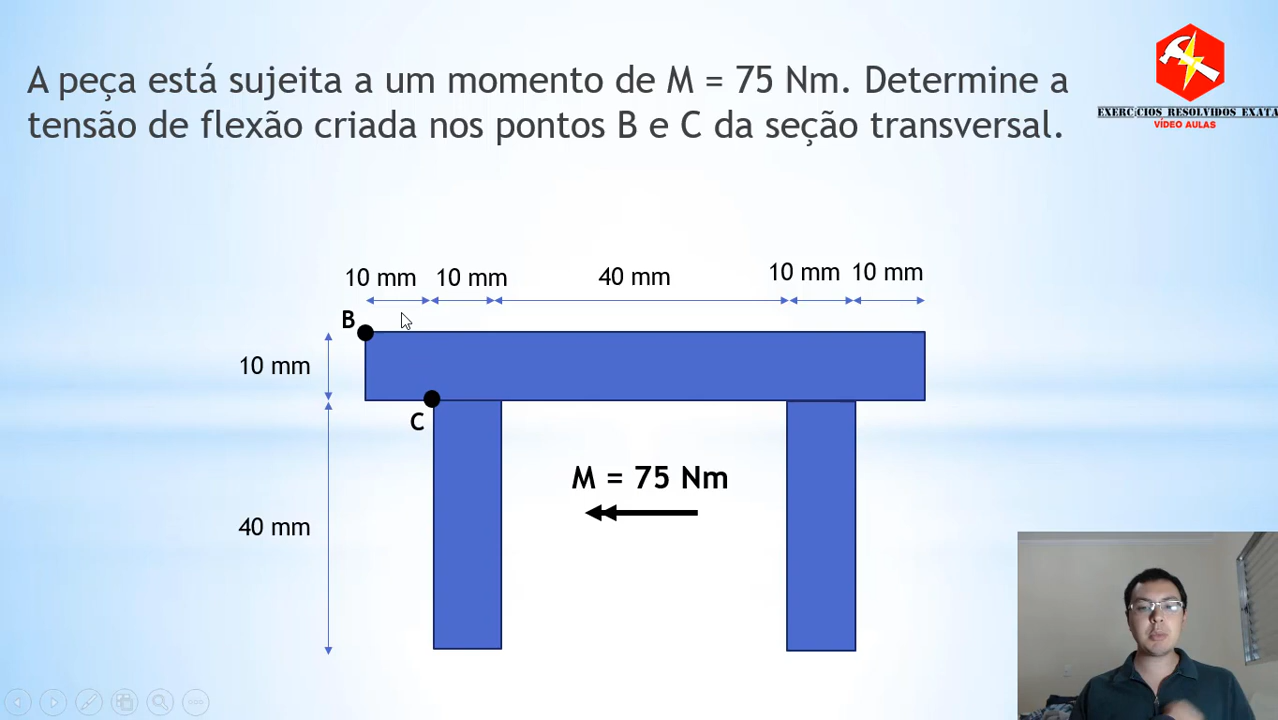 A peça está sujeita a um momento de M = 75 Nm. Determine a
tensão de flexão criada nos pontos B e C da seção transversal.
EXERCíCIOS RESOLVIDOS EXATA
VÍDEO AULAS
10 mm
10 mm
40 mm
10 mm
10 mm
B
10 mm
C
M = 75 Nm
40 mm